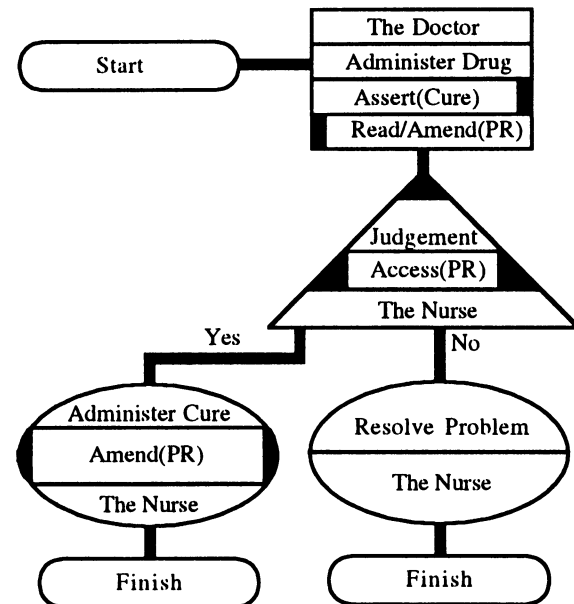 The Doctor
Start
Administer Drug
Assert(Cure)
Read/Amend(PR)
Judgement
Access(PR)
The Nurse
Yes
No
Administer Cure
Amend(PR)
The Nurse
Resolve Problem
The Nurse
Finish
Finish